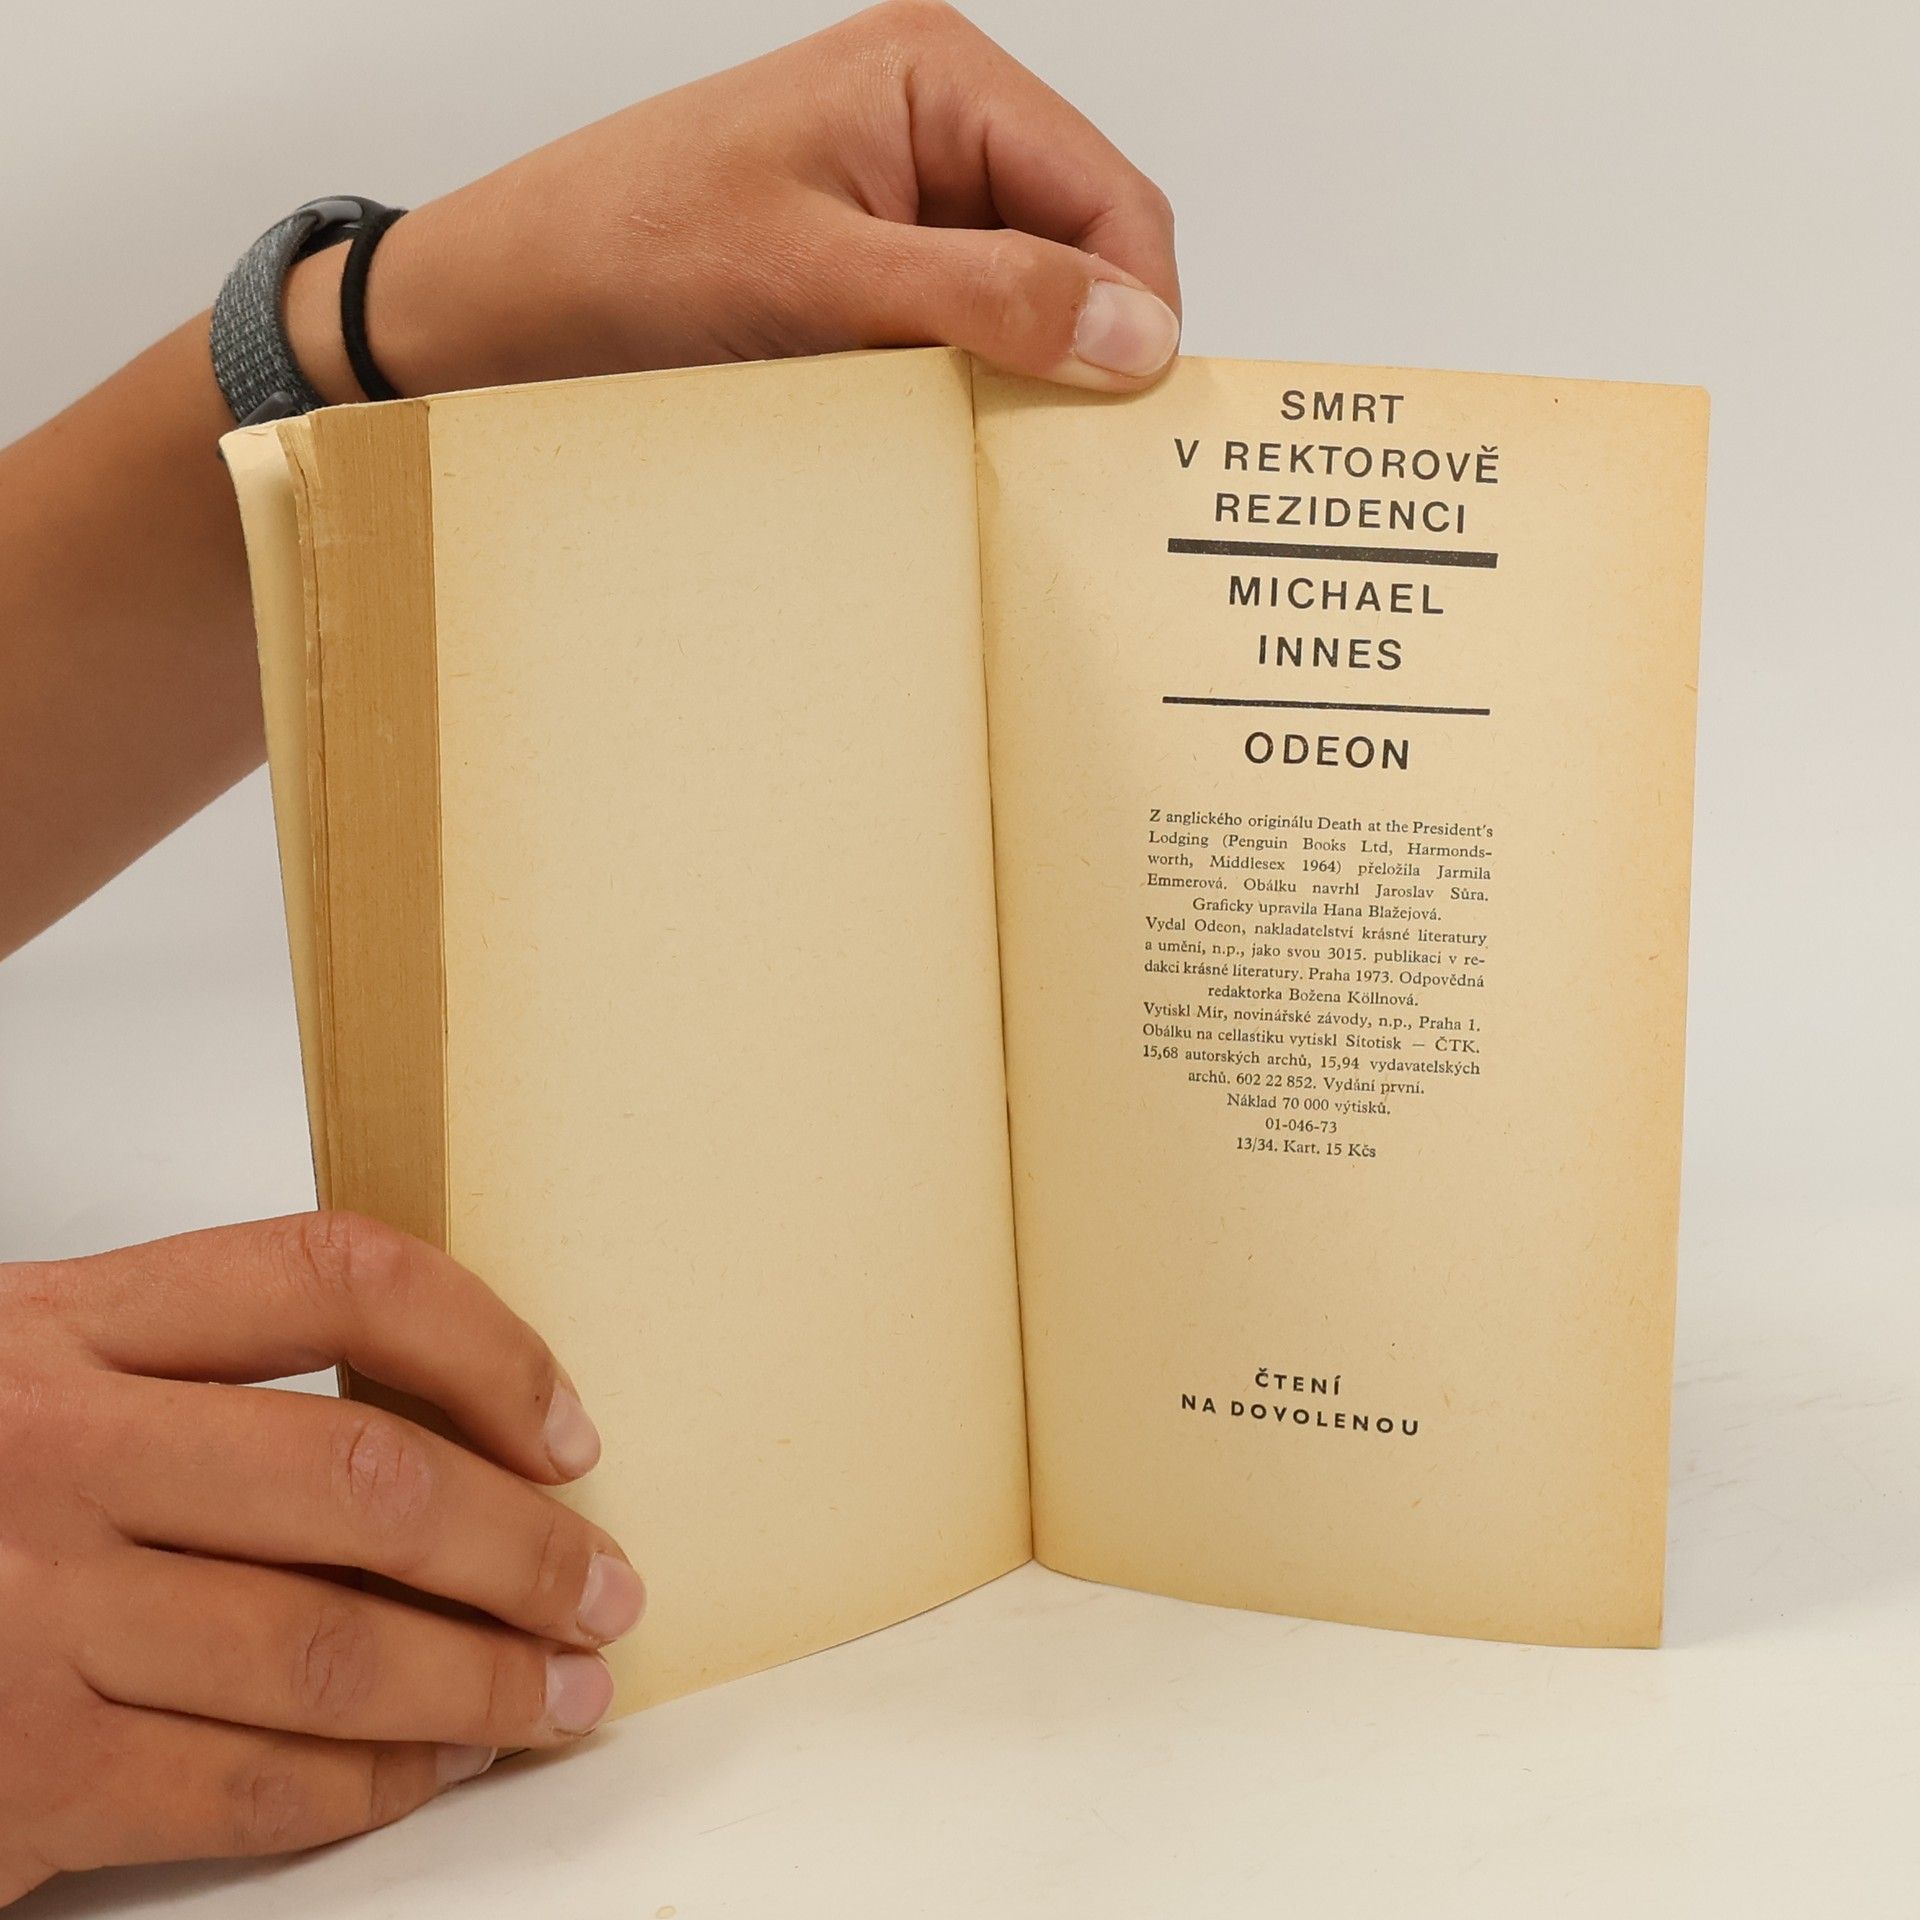 SMRT
V REKTOROVĚ
REZIDENCI
MICHAEL
INNES
ODEON
Z anglického originálu Death at the President's
Lodging (Penguin Books Ltd, Harmonds-
worth, Middlesex 1964) přeložila Jarmila
Emmerová. Obálku navrhl Jaroslav Sůra.
Graficky upravila Hana Blažejová.
Vydal Odeon, nakladatelství krásné literatury
a umění, n.p., jako svou 3015. publikaci v re-
dakci krásné literatury. Praha 1973. Odpovědná
redaktorka Božena Köllnová.
Vytiskl Mír, novinářské závody, n.p., Praha 1.
Obálku na cellastiku vytiskl Sítotisk — ČTK.
15,68 autorských archů, 15,94 vydavatelských
archů. 602 22 852. Vydání první.
Náklad 70 000 výtisků.
01-046-73
13/34. Kart. 15 Kčs
ČTENÍ
NA DOVOLENOU